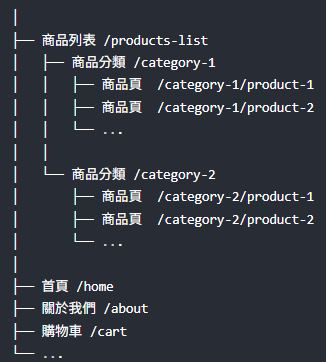 │
├── 商品列表 /products-list
│   ├── 商品分類 /category-1
│   │   ├── 商品頁  /category-1/product-1
│   │   ├── 商品頁  /category-1/product-2
│   │   └── ...
│   │
│   └── 商品分類 /category-2
│       ├── 商品頁  /category-2/product-1
│       ├── 商品頁  /category-2/product-2
│       └── ...
│
├── 首頁 /home
├── 關於我們 /about
├── 購物車 /cart
└── ...